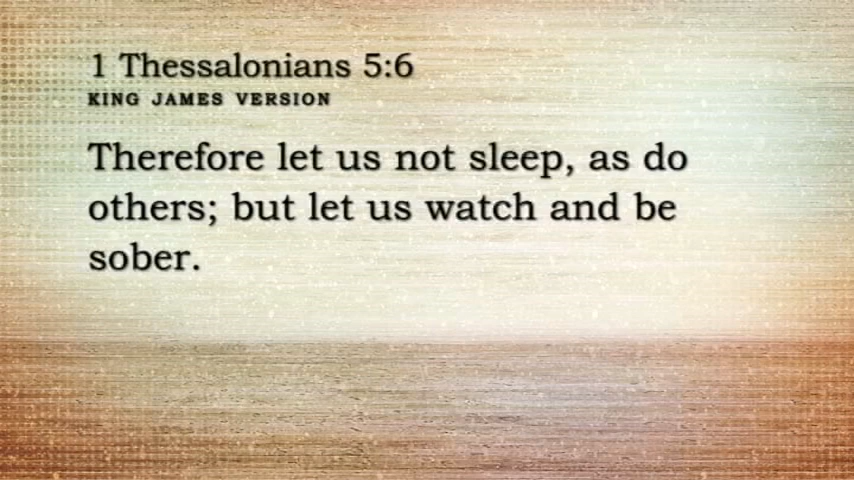 1 Thessalonians 5:6
KING JAMES VERSION
Therefore let us not sleep, as do
others; but let us watch and be
sober.